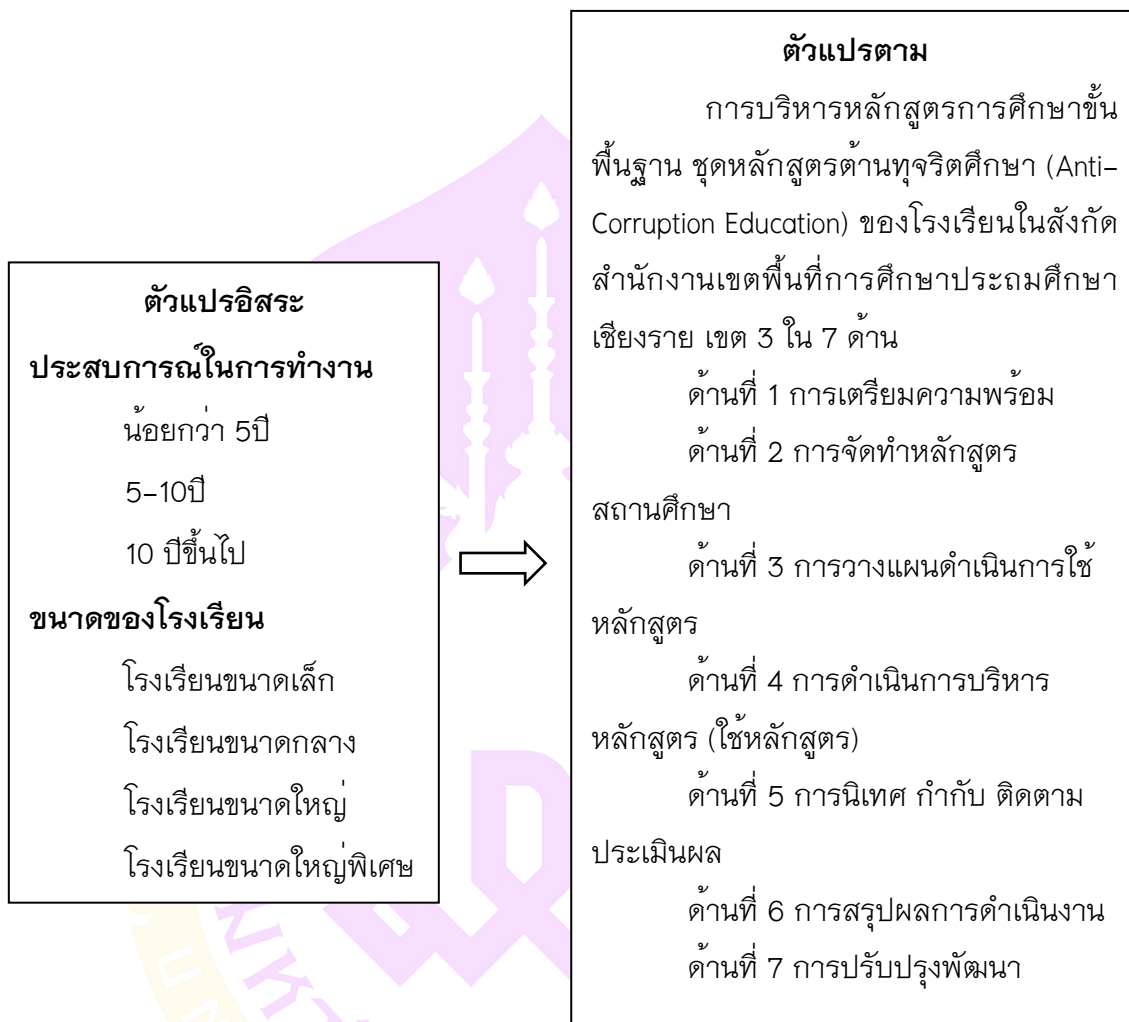 ตัวแปรอิสระ
ประสบการณ์ในการทำงาน
น้อยกว่า 5ปี
5–10ปี
10 ปีขึ้นไป
ขนาดของโรงเรียน
โรงเรียนขนาดเล็ก
โรงเรียนขนาดกลาง
โรงเรียนขนาดใหญ่
โรงเรียนขนาดใหญ่พิเศษ
ตัวแปรตาม
การบริหารหลักสูตรการศึกษาขั้น
พื้นฐาน ชุดหลักสูตรต้านทุจริตศึกษา (Anti–
Corruption Education) ของโรงเรียนในสังกัด
สำนักงานเขตพื้นที่การศึกษาประถมศึกษา
เชียงราย เขต 3 ใน 7 ด้าน
ด้านที่ 1 การเตรียมความพร้อม
ด้านที่ 2 การจัดทำหลักสูตร
สถานศึกษา
ด้านที่ 3 การวางแผนดำเนินการใช้
หลักสูตร
ด้านที่ 4 การดำเนินการบริหาร
หลักสูตร (ใช้หลักสูตร)
ด้านที่ 5 การนิเทศ กำกับ ติดตาม
ประเมินผล
ด้านที่ 6 การสรุปผลการดำเนินงาน
ด้านที่ 7 การปรับปรุงพัฒนา